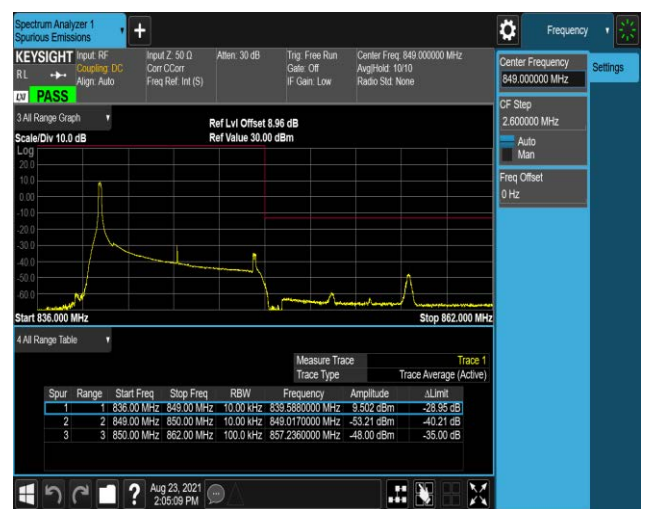 Spectrum Analyzer 1
Spurious Emissions
Frequency
KEYSIGHT Input: RF Input Z: 50 Ω Atten: 30 dB Trig: Free Run Center Freq: 849.000000 MHz
RL Coupling: DC Corr CCorr Gate: Off Avg|Hold: 10/10
Align: Auto Freq Ref: Int (S) IF Gain: Low Radio Std: None
LXI PASS
Center Frequency
849.000000 MHz
Settings
CF Step
2.600000 MHz
Auto
Man
Freq Offset
0 Hz
3 All Range Graph
Ref Lvl Offset 8.96 dB
Scale/Div 10.0 dB Ref Value 30.00 dBm
Log
20.0
10.0
0.00
-10.0
-20.0
-30.0
-40.0
-50.0
-60.0
Start 836.000 MHz Stop 862.000 MHz
4 All Range Table
Measure Trace Trace 1
Trace Type Trace Average (Active)
Spur Range Start Freq Stop Freq RBW Frequency Amplitude ΔLimit
1 1 836.00 MHz 849.00 MHz 10.00 kHz 839.5880000 MHz 9.502 dBm -28.95 dB
2 2 849.00 MHz 850.00 MHz 10.00 kHz 849.0170000 MHz -53.21 dBm -40.21 dB
3 3 850.00 MHz 862.00 MHz 100.0 kHz 857.2360000 MHz -48.00 dBm -35.00 dB
? Aug 23, 2021
2:05:09 PM